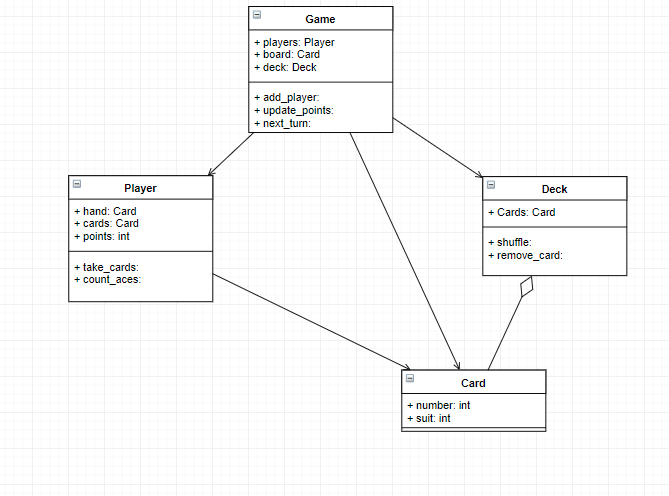 Game
+ players: Player
+ board: Card
+ deck: Deck
+ add_player:
+ update_points:
+ next_turn:
Player
+ hand: Card
+ cards: Card
+ points: int
+ take_cards:
+ count_aces:
Deck
+ Cards: Card
+ shuffle:
+ remove_card:
Card
+ number: int
+ suit: int